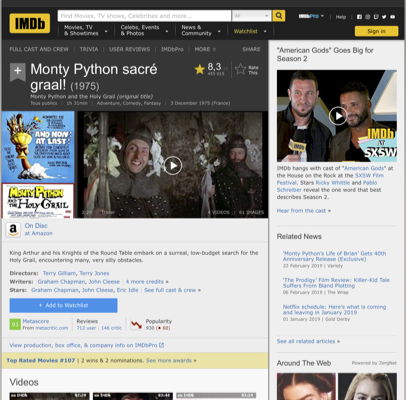 IMDb
Find Movies, TV shows, Celebrities and more...
All
IMDbPro
Help
Movies, TV
& Showtimes
Celebs, Events
& Photos
News &
Community
Watchlist
Sign in
FULL CAST AND CREW | TRIVIA | USER REVIEWS | IMDbPro | MORE
SHARE
Monty Python sacré
graal! (1975)
8,3
Rate
This
Monty Python and the Holy Grail (original title)
Tous publics | 1h 31min | Adventure, Comedy, Fantasy | 3 December 1975 (France)
AND NOW!
AT LAST!
MONTY PYTHON
AND THE
HOLY GRAIL
Trailer
4 VIDEOS | 61 IMAGES
a
On Disc
at Amazon
King Arthur and his Knights of the Round Table embark on a surreal, low-budget search for the
Holy Grail, encountering many, very silly obstacles.
Directors: Terry Gilliam, Terry Jones
Writers: Graham Chapman, John Cleese | 4 more credits »
Stars: Graham Chapman, John Cleese, Eric Idle | See full cast & crew »
+ Add to Watchlist
91
Metascore
From metacritic.com
Reviews
712 user | 146 critic
Popularity
View production, box office, & company info on IMDbPro
Top Rated Movies #107 | 2 wins & 2 nominations. See more awards »
Videos
"American Gods" Goes Big for
Season 2
IMDb
at
SXSW
IMDb hangs with cast of "American Gods" at
the House on the Rock at the SXSW Film
Festival. Stars Ricky Whittle and Pablo
Schreiber reveal the one word that best
describes Season 2.
Hear from the cast »
Related News
'Monty Python's Life of Brian' Gets 40th
Anniversary Release (Exclusive)
22 February 2019 | Variety
'The Prodigy' Film Review: Killer-Kid Tale
Suffers From Bland Plotting
06 February 2019 | The Wrap
Netflix schedule: Here's what is coming
and leaving in January 2019
01 January 2019 | Gold Derby
See all related articles »
Around The Web | Powered by ZergNet